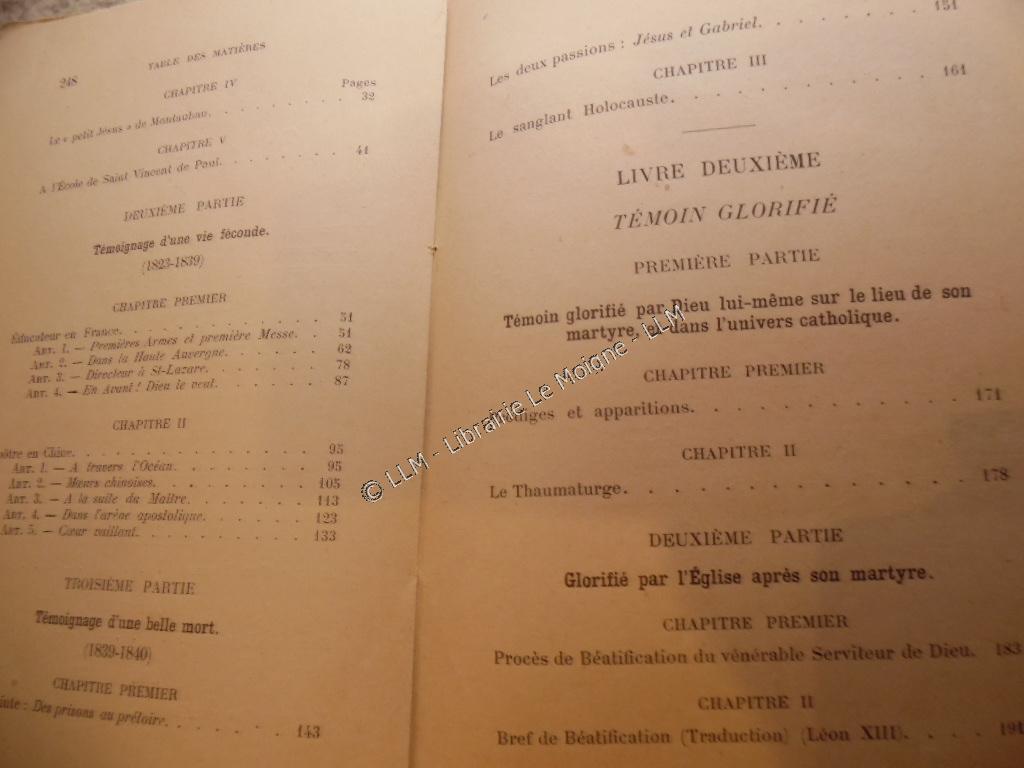 248
TABLE DES MATIÈRES
CHAPITRE IV
Pages
Le « petit Jésus » de Montauban. 32
CHAPITRE V
A l'École de Saint Vincent de Paul. 41
DEUXIÈME PARTIE
Témoignage d'une vie féconde.
(1823-1839)
CHAPITRE PREMIER
Éducateur en France. 51
ART. 1. — Premières Armes et première Messe. 51
ART. 2. — Dans la Haute Auvergne. 62
ART. 3. — Directeur à St-Lazare. 78
ART. 4. — En Avant! Dieu le veut. 87
CHAPITRE II
en Chine. 95
ART. 1. — A travers l'Océan. 95
ART. 2. — Mœurs chinoises. 105
ART. 3. — A la suite du Maître. 113
ART. 4. — Dans l'arène apostolique. 123
ART. 5. — Cœur vaillant. 133
TROISIÈME PARTIE
Témoignage d'une belle mort.
(1839-1840)
CHAPITRE PREMIER
: Des prisons au prétoire. 143
Les deux passions : Jésus et Gabriel. 151
CHAPITRE III
Le sanglant Holocauste. 161
LIVRE DEUXIÈME
TÉMOIN GLORIFIÉ
PREMIÈRE PARTIE
Témoin glorifié par Dieu lui-même sur le lieu de son
martyre, et dans l'univers catholique.
CHAPITRE PREMIER
Prodiges et apparitions. 171
CHAPITRE II
Le Thaumaturge. 178
DEUXIÈME PARTIE
Glorifié par l'Église après son martyre.
CHAPITRE PREMIER
Procès de Béatification du vénérable Serviteur de Dieu. 183
CHAPITRE II
Bref de Béatification (Traduction) (Léon XIII). 191
© LLM - Librairie Le Moigne - LLM